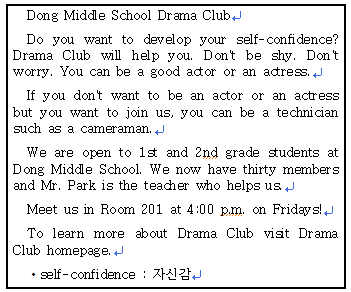 Dong Middle School Drama Club
Do you want to develop your self-confidence?
Drama Club will help you. Don't be shy. Don't
worry. You can be a good actor or an actress.
If you don't want to be an actor or an actress
but you want to join us, you can be a technician
such as a cameraman.
We are open to 1st and 2nd grade students at
Dong Middle School. We now have thirty members
and Mr. Park is the teacher who helps us.
Meet us in Room 201 at 4:00 p.m. on Fridays!
To learn more about Drama Club visit Drama
Club homepage.
・self-confidence : 자신감